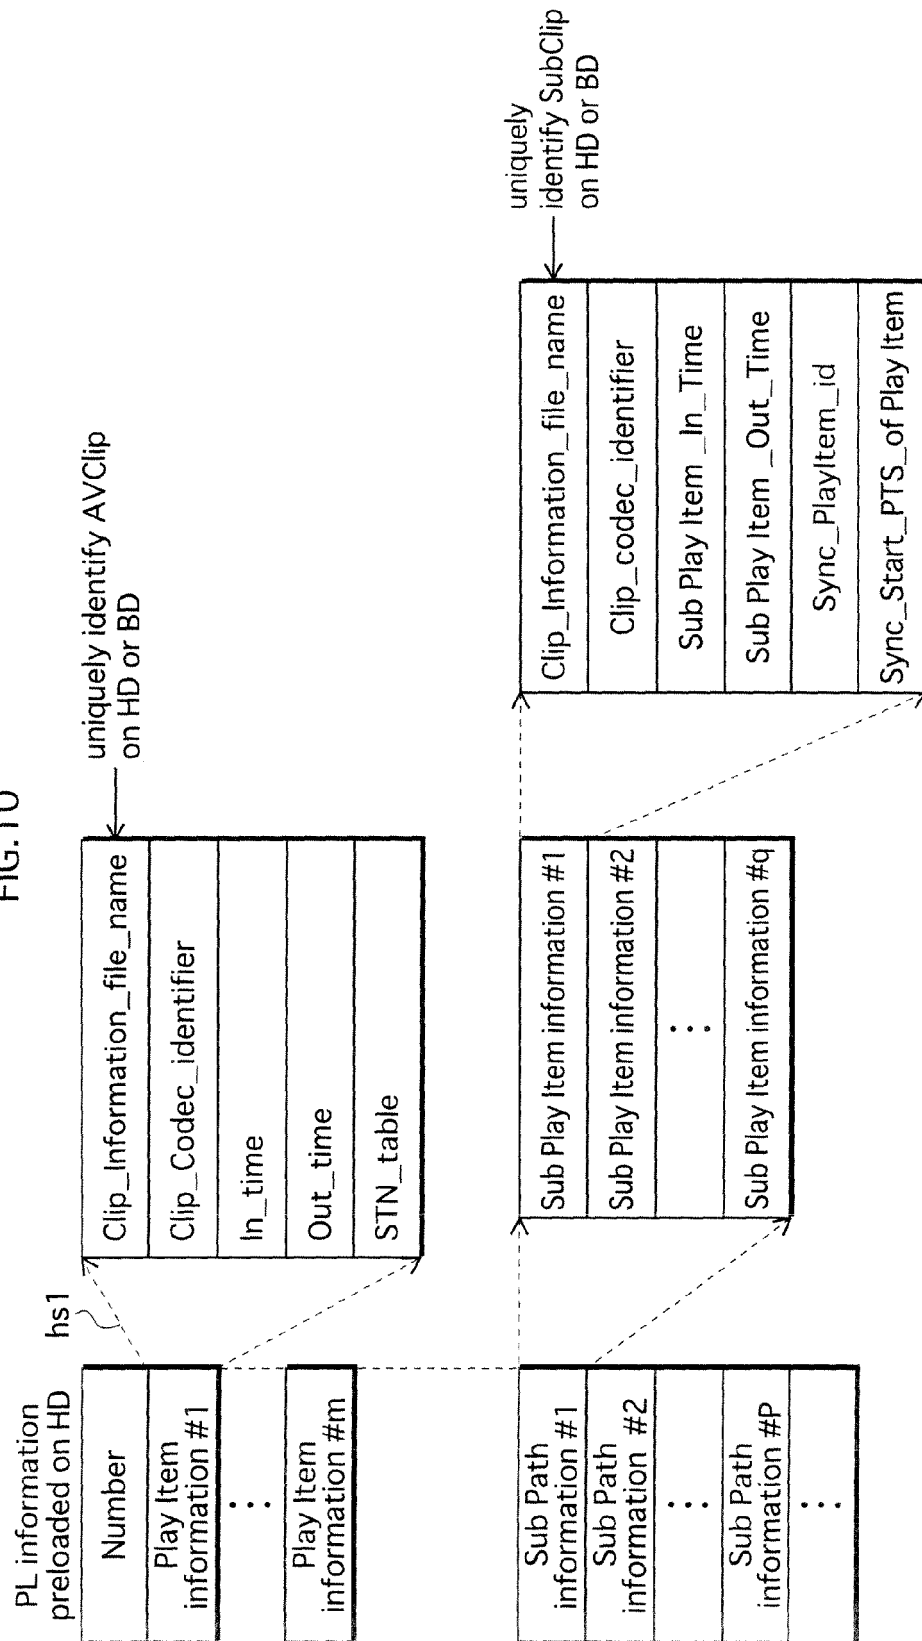 FIG. 10
PL information
preloaded on HD
Number
Play Item
information #1
...
Play Item
information #m
hs1
Clip_Information_file_name
Clip_Codec_identifier
In_time
Out_time
STN_table
uniquely identify AVClip
on HD or BD
Sub Path
information #1
Sub Path
information #2
...
Sub Path
information #P
...
Sub Play Item information #1
Sub Play Item information #2
...
Sub Play Item information #q
Clip_Information_file_name
Clip_codec_identifier
Sub Play Item _In_Time
Sub Play Item _Out_Time
Sync_PlayItem_id
Sync_Start_PTS_of Play Item
uniquely
identify SubClip
on HD or BD